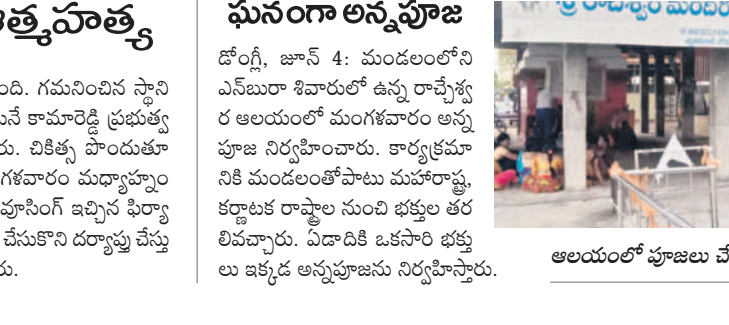 ఆత్మహత్య
ంది. గమనించిన స్థాని
కామారెడ్డి ప్రభుత్వ
రు. చికిత్స పొందుతూ
గళవారం మధ్యాహ్నం
వూసింగ్ ఇచ్చిన ఫిర్యా
చేసుకొని దర్యాప్తు చేస్తు
రు.
ఘనంగా అన్నపూజ
డోంగ్లీ, జూన్ 4: మండలంలోని
ఎన్‌బురా శివారులో ఉన్న రాచ్చేశ్వ
ర ఆలయంలో మంగళవారం అన్న
పూజ నిర్వహించారు. కార్యక్రమా
నికి మండలంతోపాటు మహారాష్ట్ర,
కర్ణాటక రాష్ట్రాల నుంచి భక్తుల తర
లివచ్చారు. ఏడాదికి ఒకసారి భక్తు
లు ఇక్కడ అన్నపూజను నిర్వహిస్తారు.
ఆలయంలో పూజలు చే